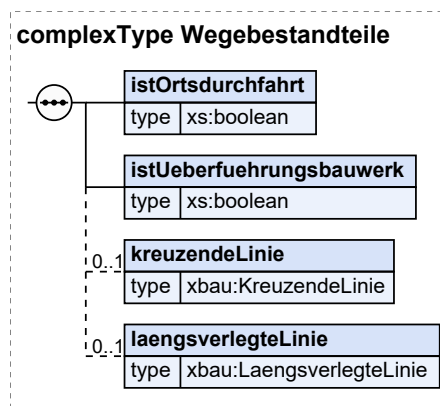 complexType Wegebestandteile
istOrtsdurchfahrt
type xs:boolean
istUeberfuehrungsbauwerk
type xs:boolean
0..1 kreuzendeLinie
type xbau:KreuzendeLinie
0..1 laengsverlegteLinie
type xbau:LaengsverlegteLinie